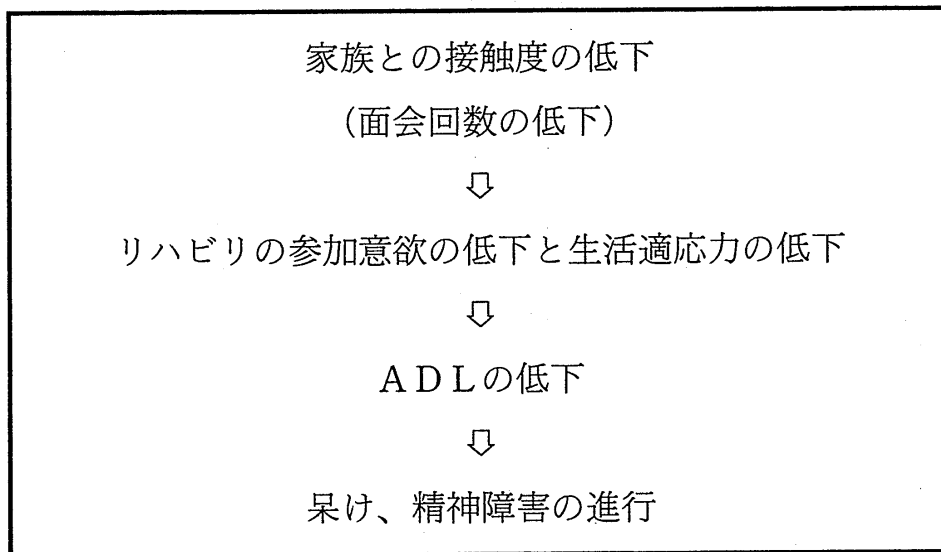 家族との接触度の低下
（面会回数の低下）
⇩
リハビリの参加意欲の低下と生活適応力の低下
⇩
ＡＤＬの低下
⇩
呆け、精神障害の進行